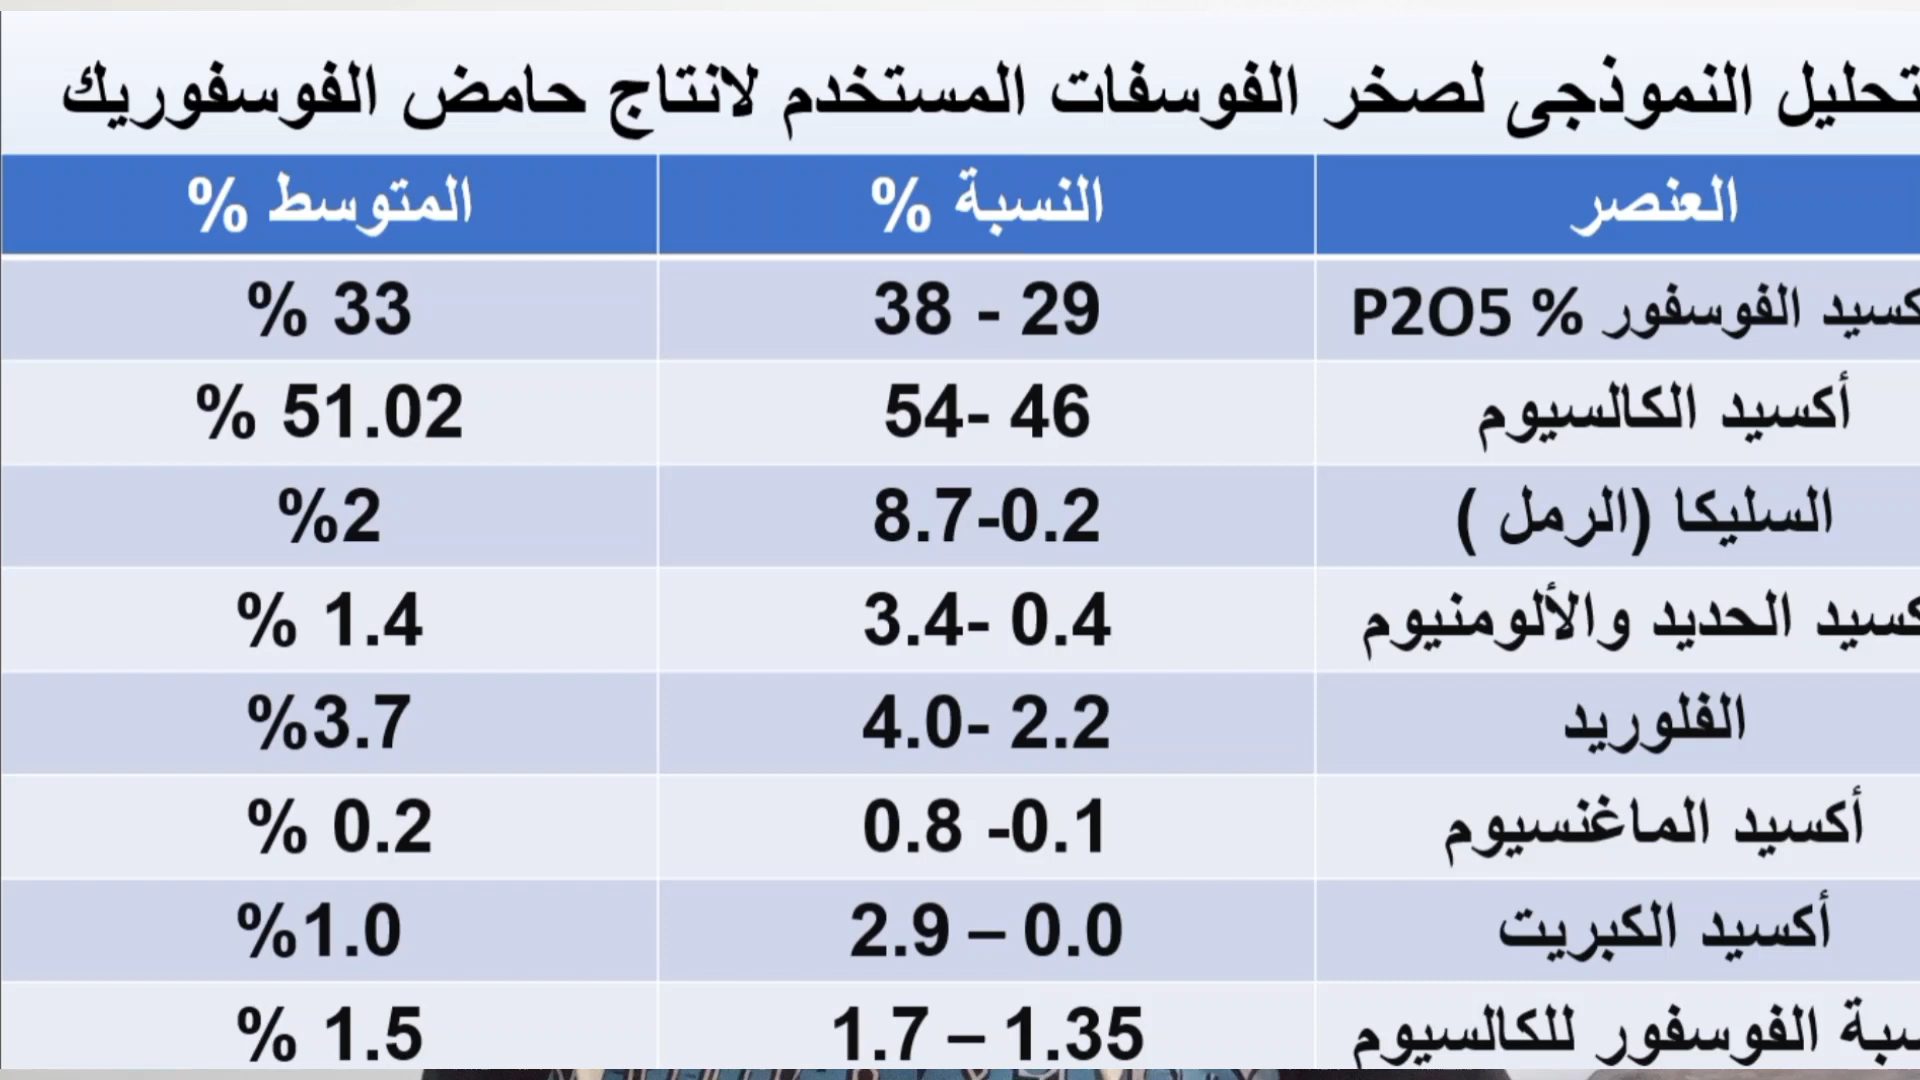 تحليل النموذجى لصخر الفوسفات المستخدم لانتاج حامض الفوسفوريك
العنصر النسبة % المتوسط %
كسيد الفوسفور % P2O5 29 - 38 33 %
أكسيد الكالسيوم 46 -54 51.02 %
السليكا (الرمل ) 0.2-8.7 2%
كسيد الحديد والألومنيوم 0.4 -3.4 1.4 %
الفلوريد 2.2 -4.0 3.7%
أكسيد الماغنسيوم 0.1- 0.8 0.2 %
أكسيد الكبريت 0.0 – 2.9 1.0%
سبة الفوسفور للكالسيوم 1.35 – 1.7 1.5 %